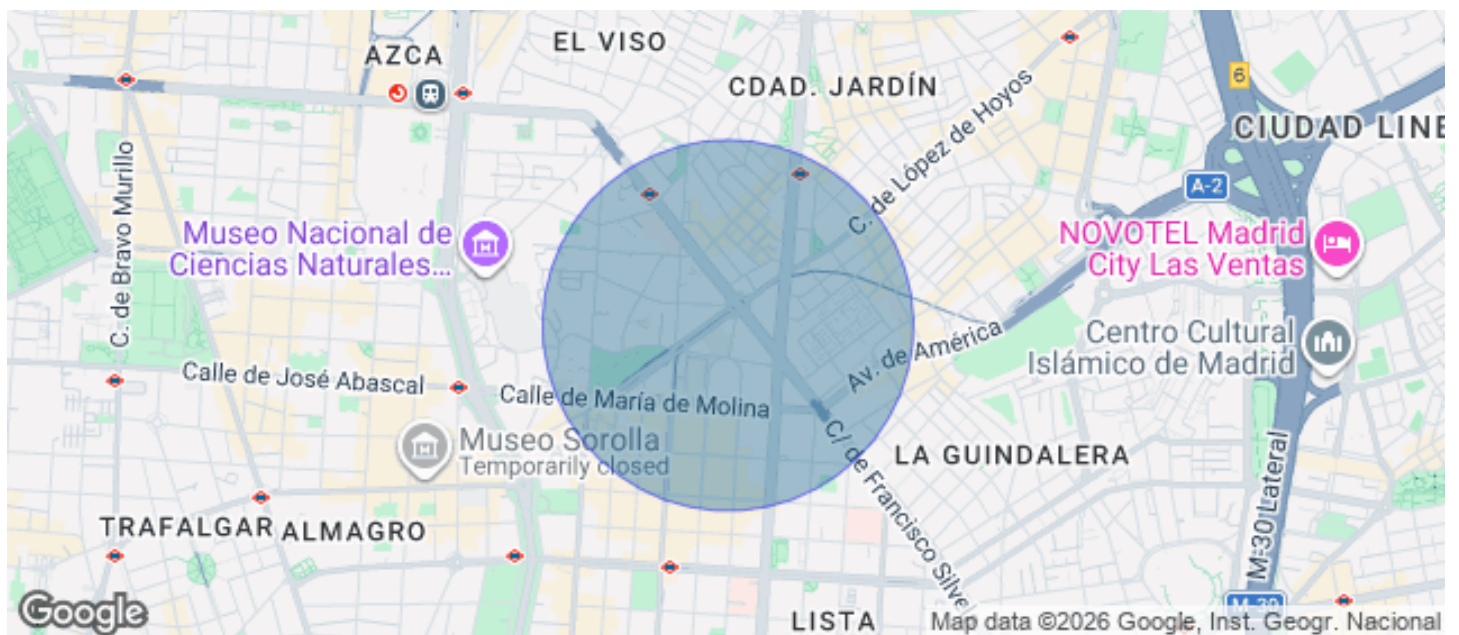 AZCA
EL VISO
CDAD. JARDÍN
6
CIUDAD LINE
C. de López de Hoyos
C. de Bravo Murillo
A-2
Museo Nacional de
Ciencias Naturales...
NOVOTEL Madrid
City Las Ventas
Centro Cultural
Islámico de Madrid
Av. de América
Calle de José Abascal
Calle de María de Molina
Museo Sorolla
Temporarily closed
C/ de Francisco Silve
LA GUINDALERA
M-30 Lateral
TRAFALGAR
ALMAGRO
M-30
LISTA
Google
Map data ©2026 Google, Inst. Geogr. Nacional